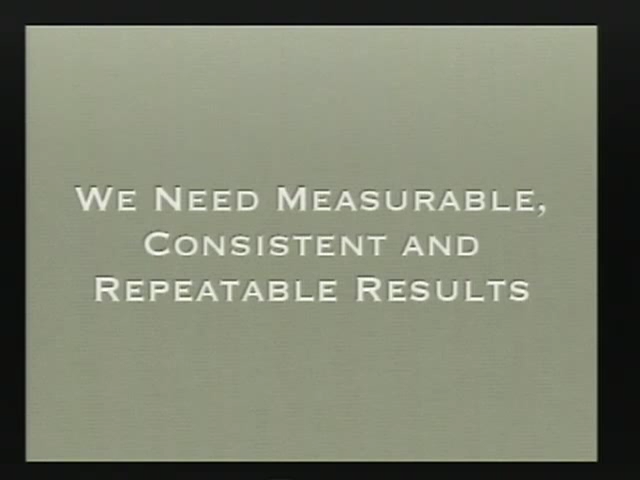 We Need Measurable,
Consistent and
Repeatable Results